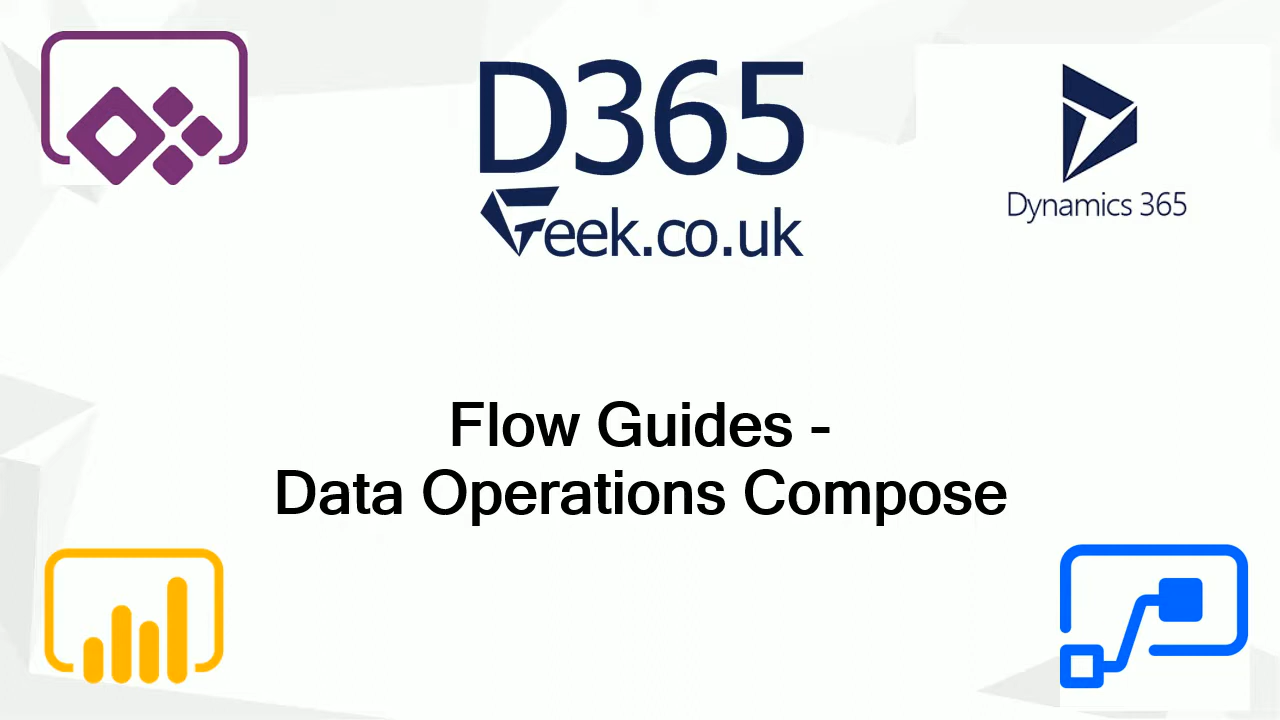 D365
Geek.co.uk
Dynamics 365
Flow Guides -
Data Operations Compose